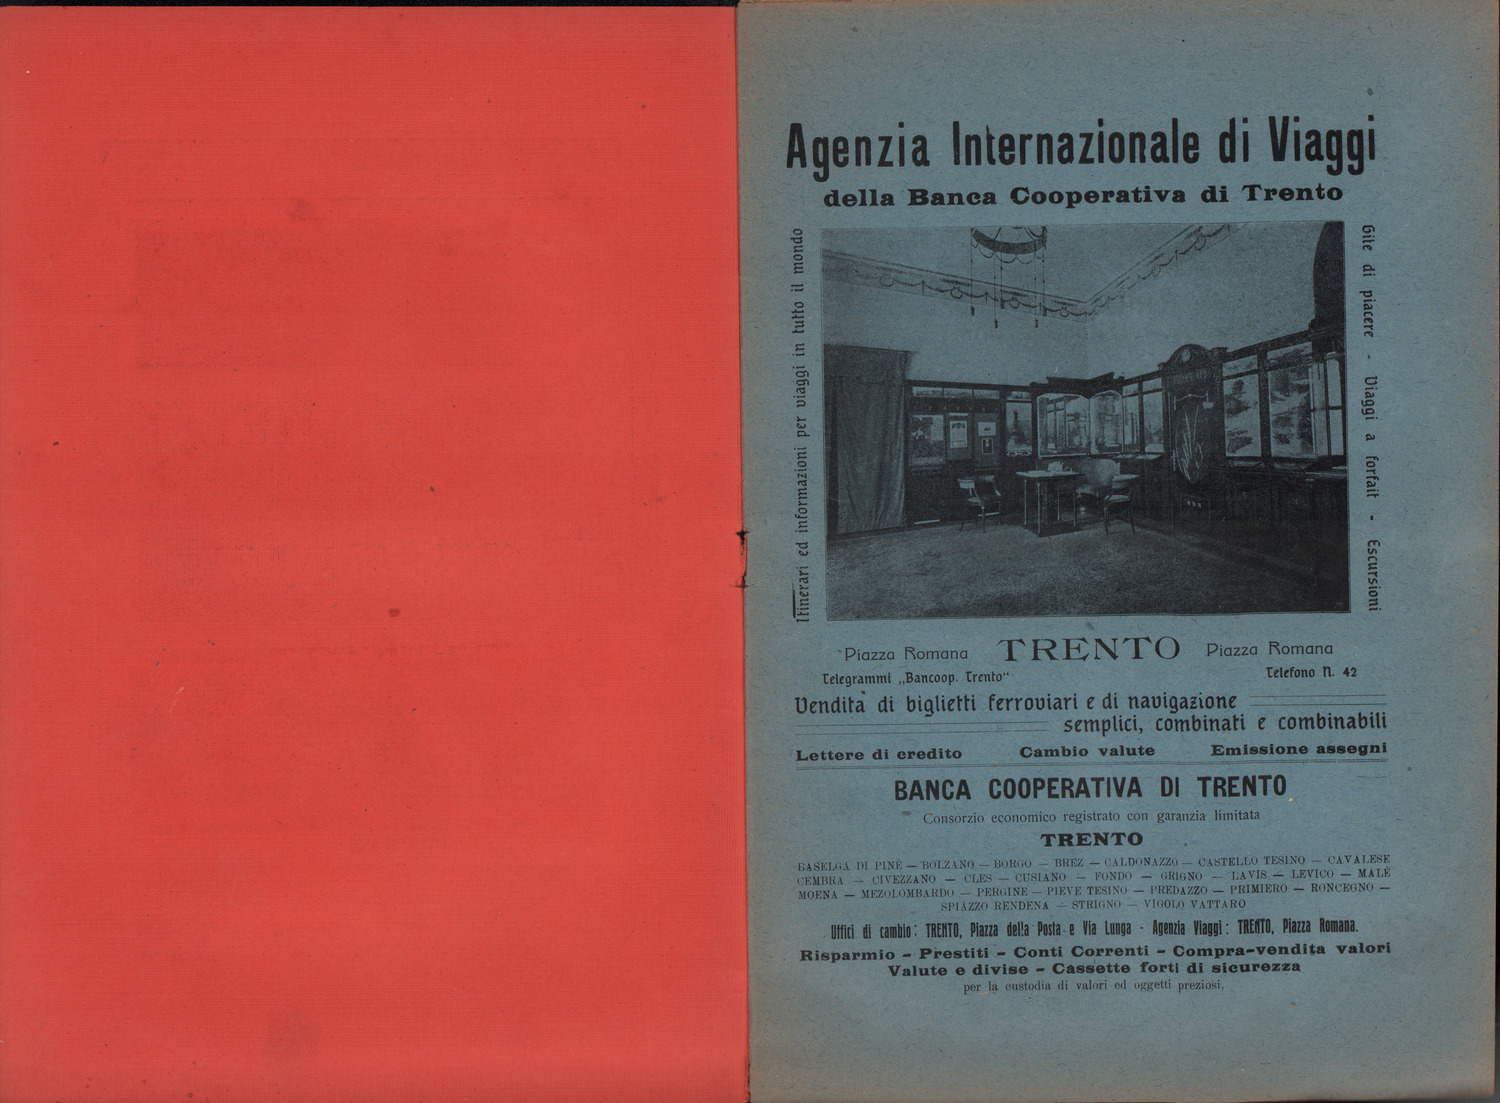 Agenzia Internazionale di Viaggi
della Banca Cooperativa di Trento
Itinerari ed informazioni per viaggi in tutto il mondo
Gite di piacere - Viaggi a forfait - Escursioni
Piazza Romana TRENTO Piazza Romana
Telegrammi „Bancoop. Trento“ Telefono N. 42
Vendità di biglietti ferroviari e di navigazione
semplici, combinati e combinabili
Lettere di credito Cambio valute Emissione assegni
BANCA COOPERATIVA DI TRENTO
Consorzio economico registrato con garanzia limitata
TRENTO
BASELGA DI PINÈ — BOLZANO — BORGO — BREZ — CALDONAZZO — CASTELLO TESINO — CAVALESE
CEMBRA — CIVEZZANO — CLES — CUSIANO — FONDO — GRIGNO — LAVIS — LEVICO — MALÈ
MOENA — MEZOLOMBARDO — PERGINE — PIEVE TESINO — PREDAZZO — PRIMIERO — RONCEGNO —
SPIAZZO RENDENA — STRIGNO — VIGOLO VATTARO
Uffici di cambio: TRENTO, Piazza della Posta e Via Lunga - Agenzia Viaggi: TRENTO, Piazza Romana.
Risparmio - Prestiti - Conti Correnti - Compra-vendita valori
Valute e divise - Cassette forti di sicurezza
per la custodia di valori ed oggetti preziosi.